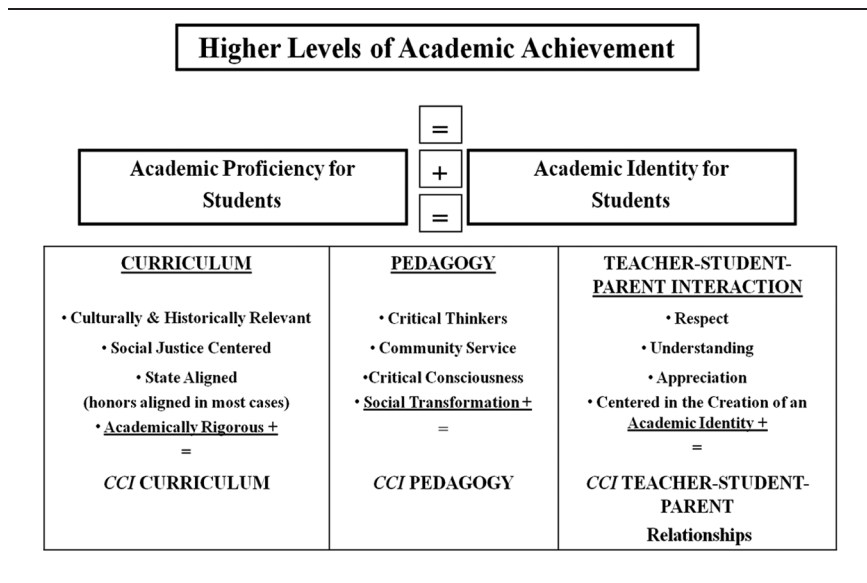 Higher Levels of Academic Achievement
=
Academic Proficiency for
Students
+
Academic Identity for
Students
=
CURRICULUM
• Culturally & Historically Relevant
• Social Justice Centered
• State Aligned
(honors aligned in most cases)
• Academically Rigorous +
=
CCI CURRICULUM
PEDAGOGY
• Critical Thinkers
• Community Service
•Critical Consciousness
• Social Transformation +
=
CCI PEDAGOGY
TEACHER-STUDENT-
PARENT INTERACTION
• Respect
• Understanding
• Appreciation
• Centered in the Creation of an
Academic Identity +
=
CCI TEACHER-STUDENT-
PARENT
Relationships